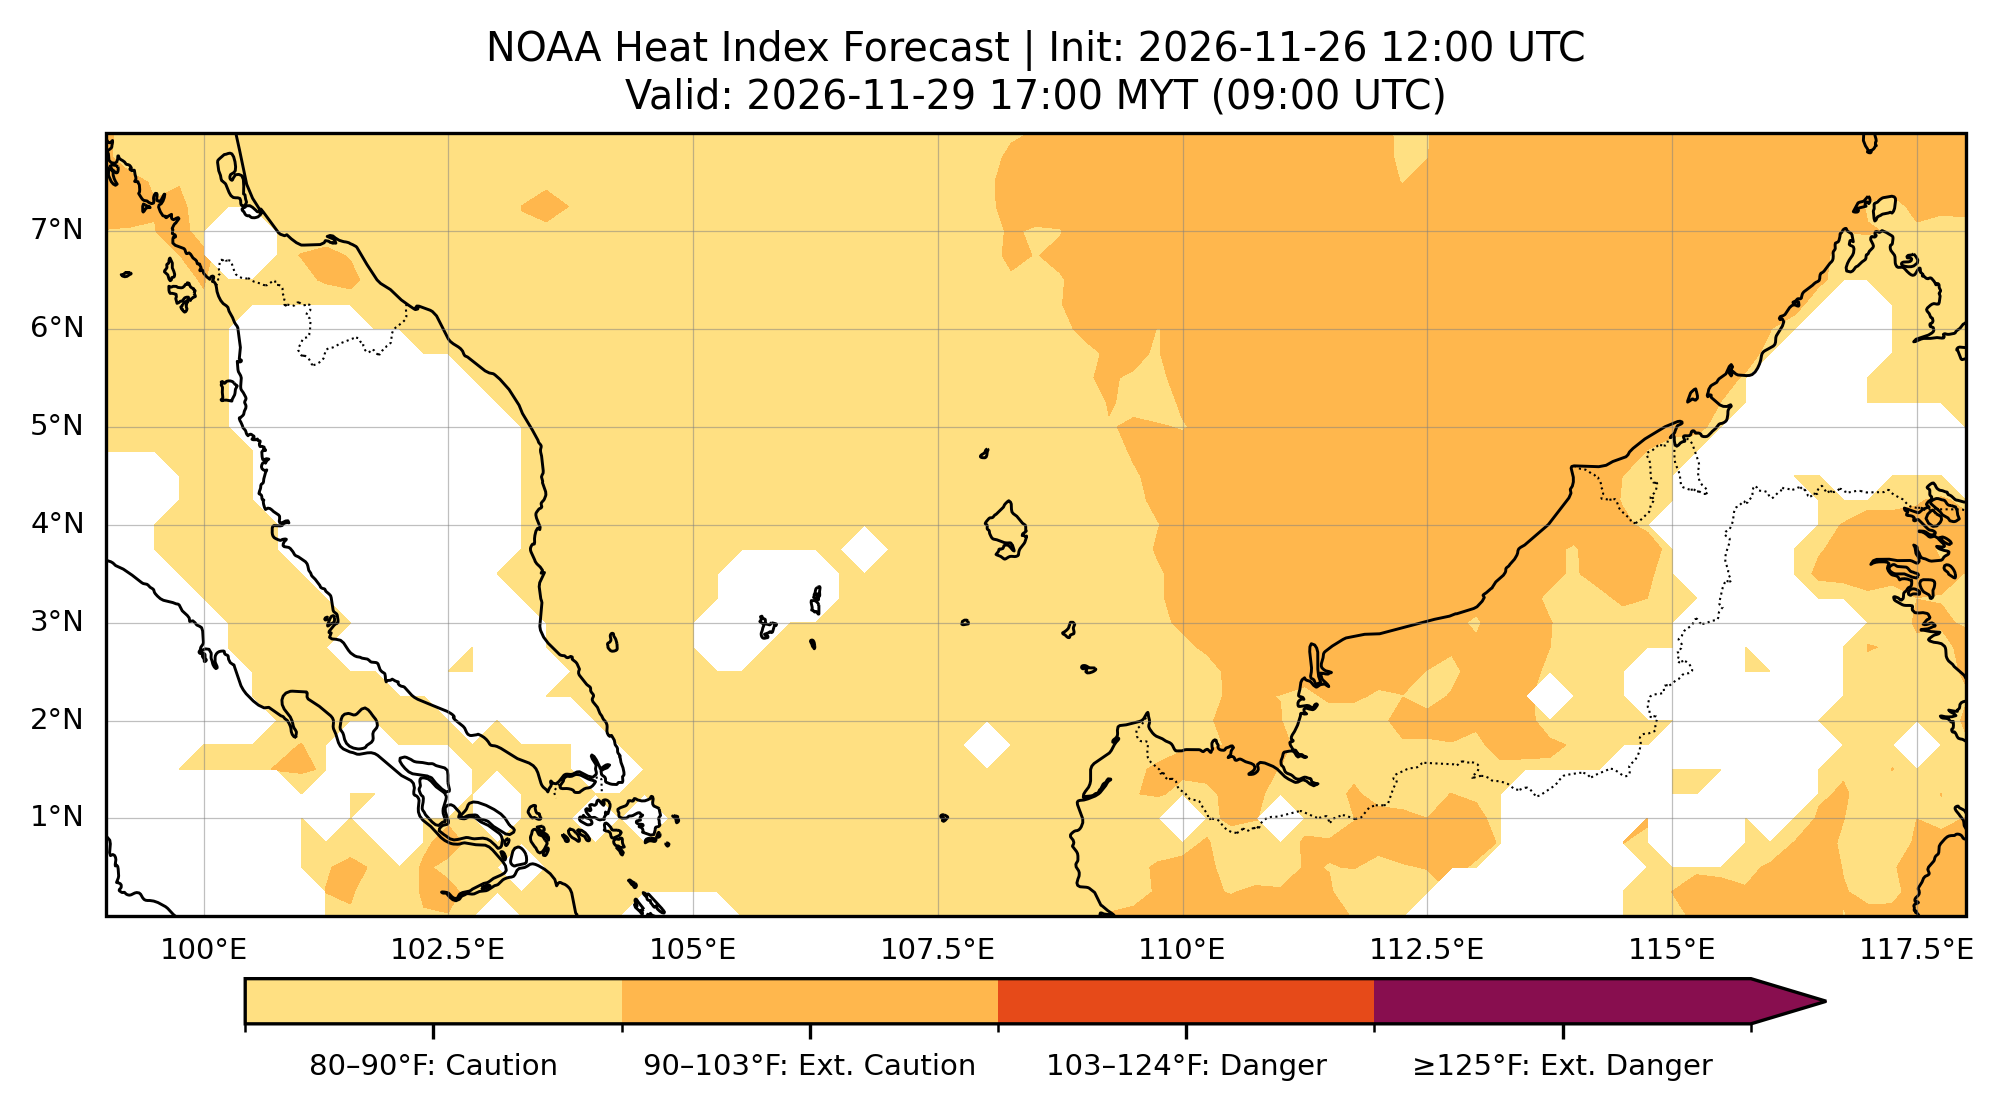 NOAA Heat Index Forecast | Init: 2026-11-26 12:00 UTC
Valid: 2026-11-29 17:00 MYT (09:00 UTC)
7°N
6°N
5°N
4°N
3°N
2°N
1°N
100°E 102.5°E 105°E 107.5°E 110°E 112.5°E 115°E 117.5°E
80–90°F: Caution 90–103°F: Ext. Caution 103–124°F: Danger ≥125°F: Ext. Danger